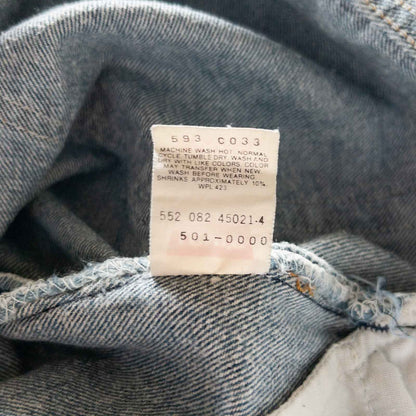 593 C033
MACHINE WASH HOT, NORMAL
CYCLE TUMBLE DRY. WASH AND
DRY WITH LIKE COLORS. COLOR
MAY TRANSFER WHEN NEW.
WASH BEFORE WEARING.
SHRINKS APPROXIMATELY 10%.
WPL 423
552 082 45021-4
501-0000